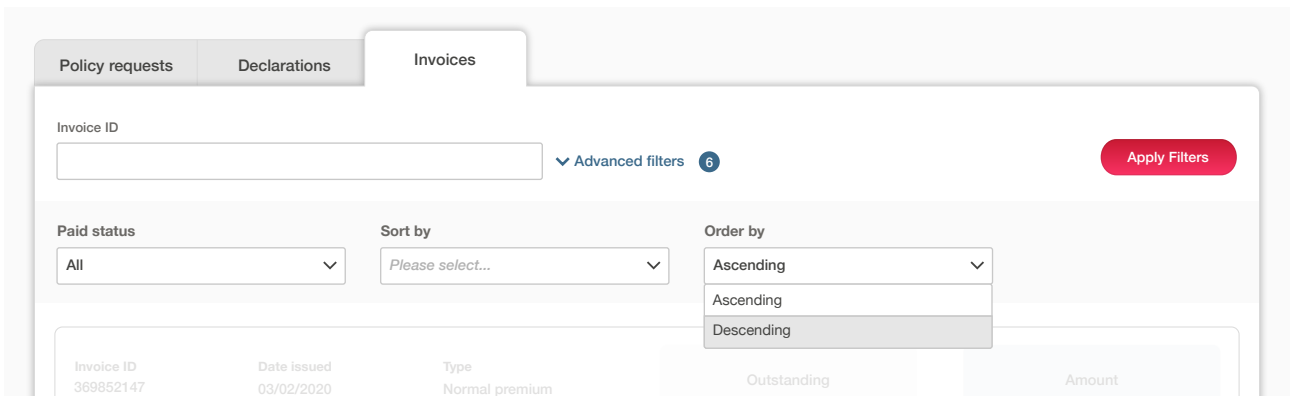 Policy requests
Declarations
Invoices
Invoice ID
Advanced filters 6
Apply Filters
Paid status
Sort by
Order by
All
Please select...
Ascending
Ascending
Descending
Invoice ID
Date issued
Type
369852147
03/02/2020
Normal premium
Outstanding
Amount